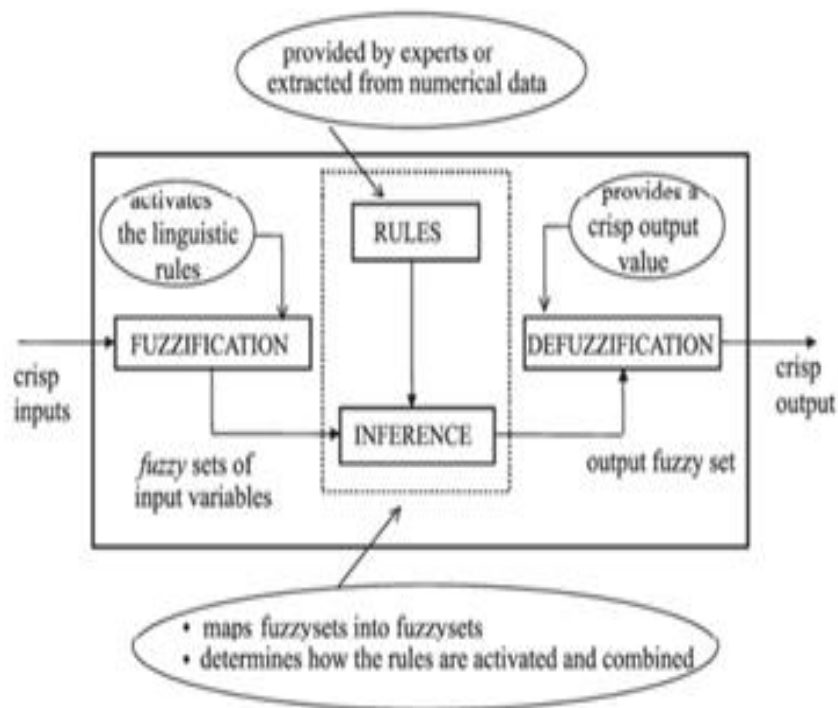 provided by experts or
extracted from numerical data
activates
the linguistic
rules
RULES
provides a
crisp output
value
FUZZIFICATION
DEFUZZIFICATION
crisp
inputs
crisp
output
INFERENCE
fuzzy sets of
input variables
output fuzzy set
• maps fuzzysets into fuzzysets
• determines how the rules are activated and combined